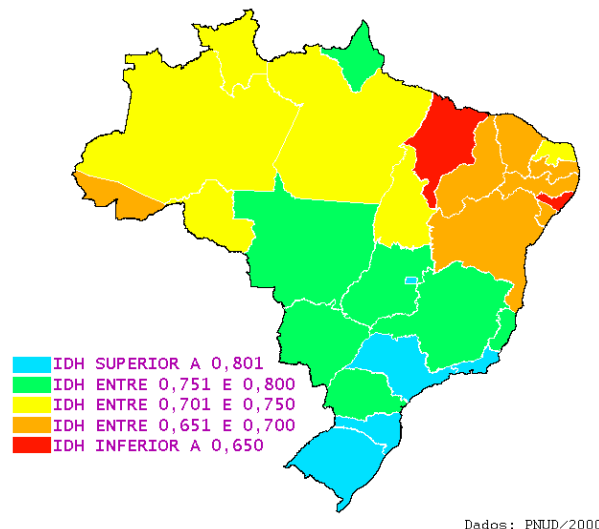 IDH SUPERIOR A 0,801
IDH ENTRE 0,751 E 0,800
IDH ENTRE 0,701 E 0,750
IDH ENTRE 0,651 E 0,700
IDH INFERIOR A 0,650
Dados: PNUD/2000